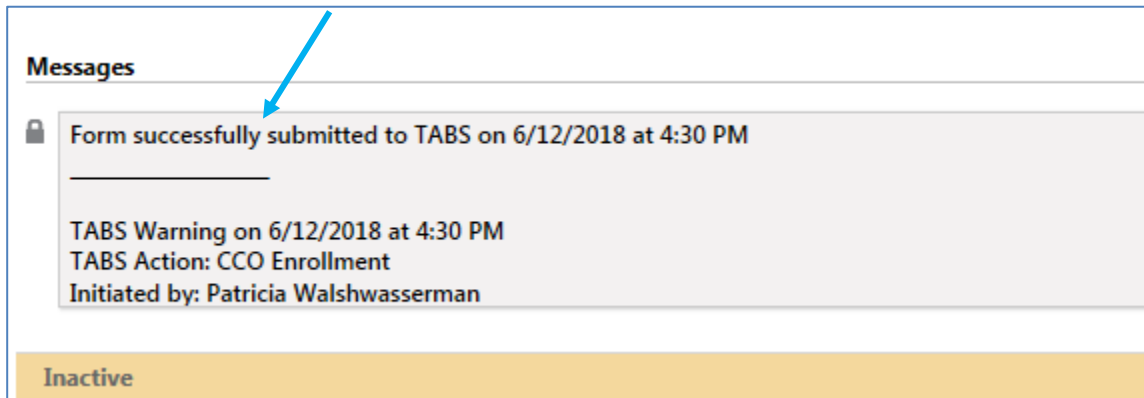 Messages
Form successfully submitted to TABS on 6/12/2018 at 4:30 PM
TABS Warning on 6/12/2018 at 4:30 PM
TABS Action: CCO Enrollment
Initiated by: Patricia Walshwasserman
Inactive